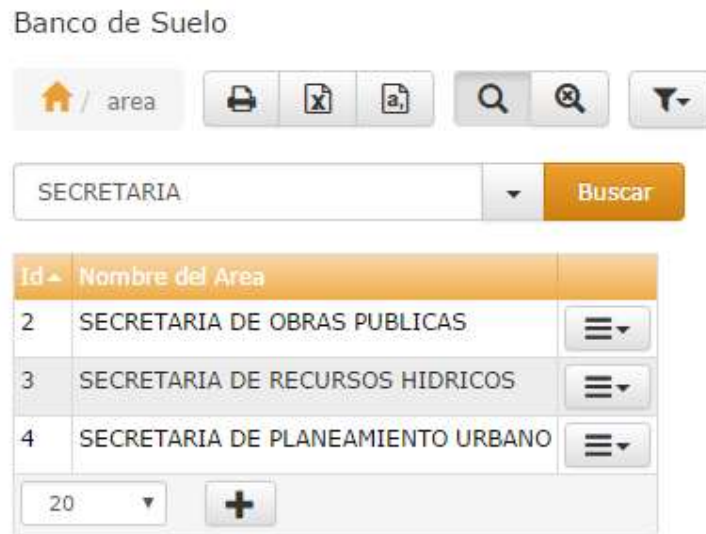 Banco de Suelo
/ area
SECRETARIA
Buscar
Id Nombre del Area
2 SECRETARIA DE OBRAS PUBLICAS
3 SECRETARIA DE RECURSOS HIDRICOS
4 SECRETARIA DE PLANEAMIENTO URBANO
20